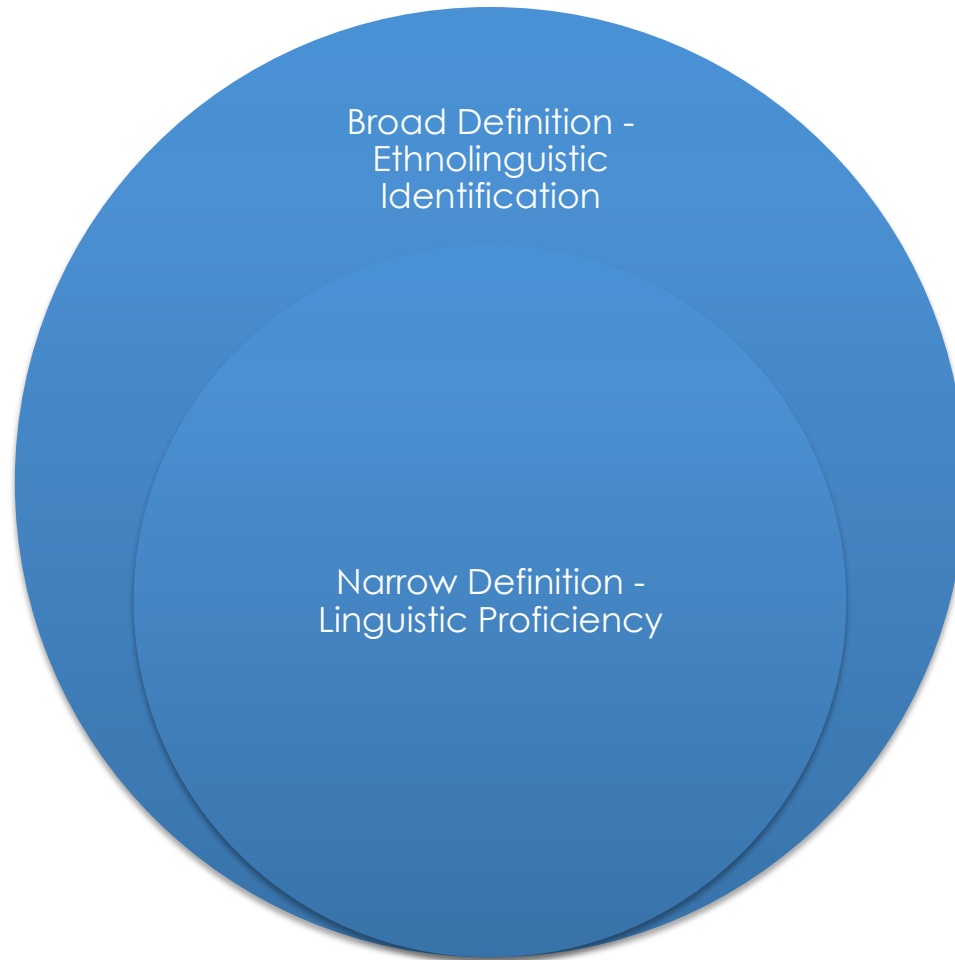 Broad Definition -
Ethnolinguistic
Identification
Narrow Definition -
Linguistic Proficiency